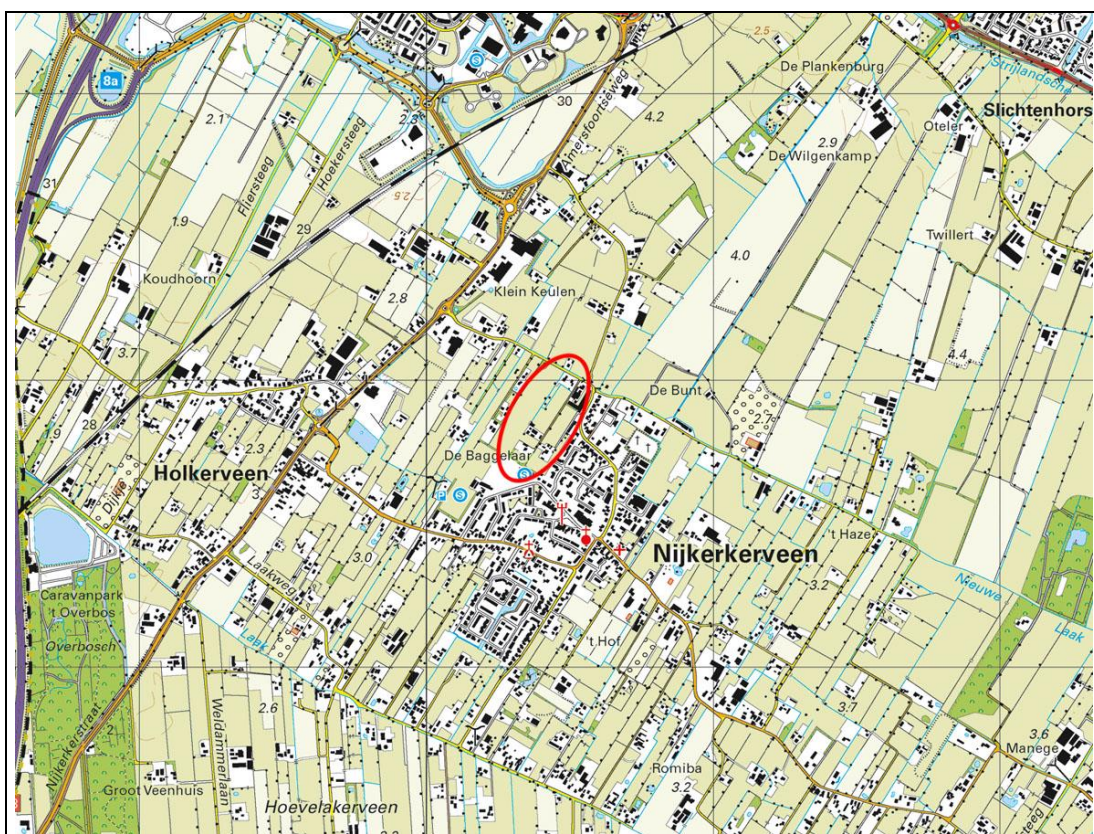 De Plankenburg
2.5
Strijlandsche
8a
30
Amersfoortseweg
4.2
Slichtenhors
Oteler
2.1
2.3
Hoekersteeg
De Wilgenkamp
2.9
Fliersteeg
31
2.5
1.9
29
Twillert
4.0
Koudhoorn
Klein Keulen
2.8
3.7
4.4
De Bunt
2.7
28
1.9
2.3
De Baggelaar
Holkerveen
S
P
S
S
Dijkje
3
't Haze
Nijkerkerveen
3.0
Nieuwe
3.2
Laakweg
Caravanpark
't Overbos
Laak
Laak
Overbosch
't Hof
2.6
3.7
Nijkerkerstraat
Weldammerlaan
3.6
Manege
Romiba
3.2
Groot Veenhuis
Hoevelakerveen
steeg